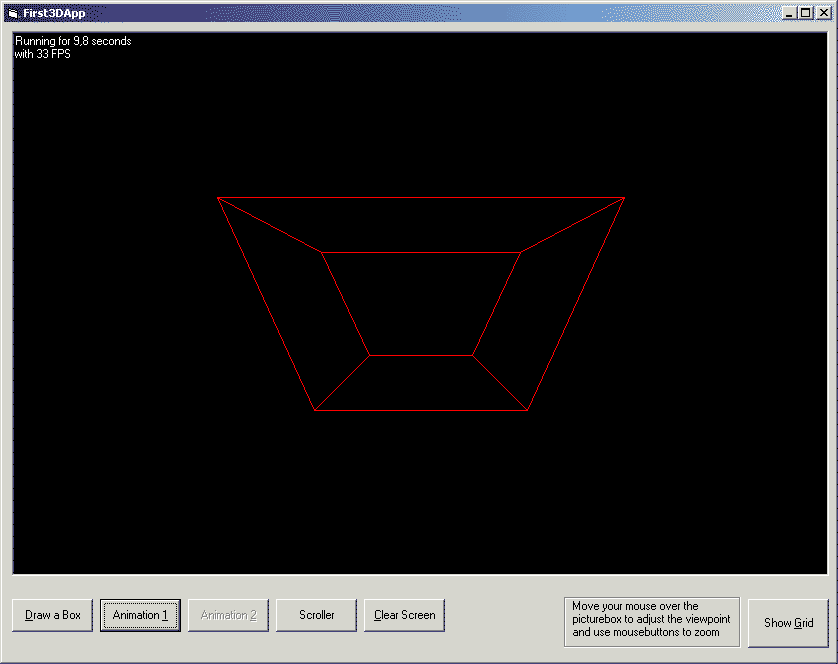 First3DApp
Running for 9,8 seconds
with 33 FPS
Draw a Box
Animation 1
Animation 2
Scroller
Clear Screen
Move your mouse over the
picturebox to adjust the viewpoint
and use mousebuttons to zoom
Show Grid